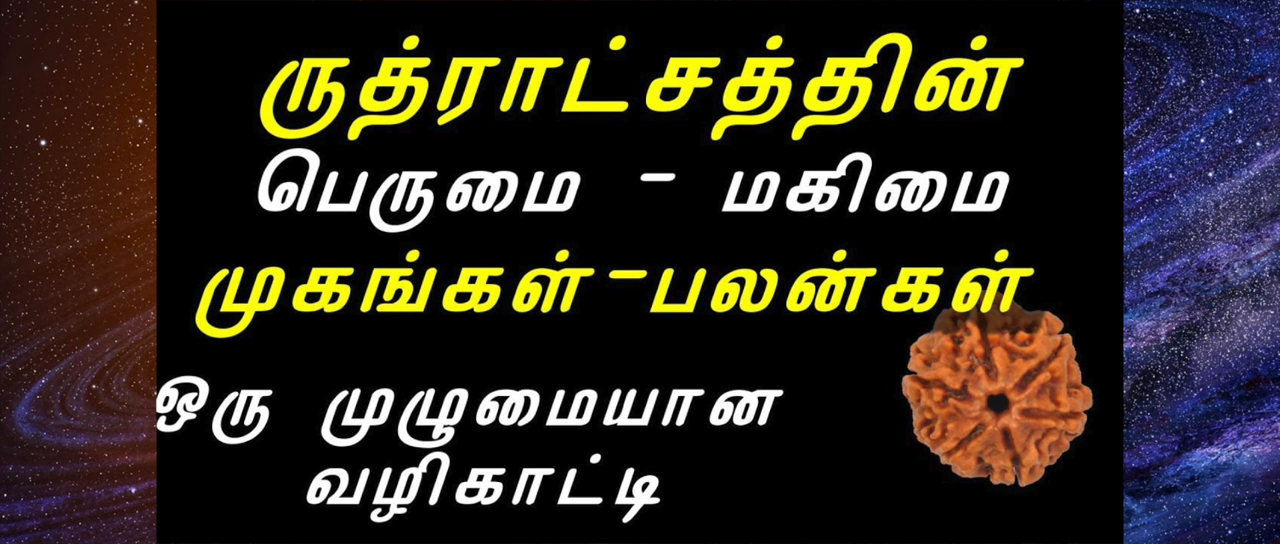 ருத்ராட்சத்தின்
பெருமை - மகிமை
முகங்கள்-பலன்கள்
ஒரு முழுமையான
வழிகாட்டி